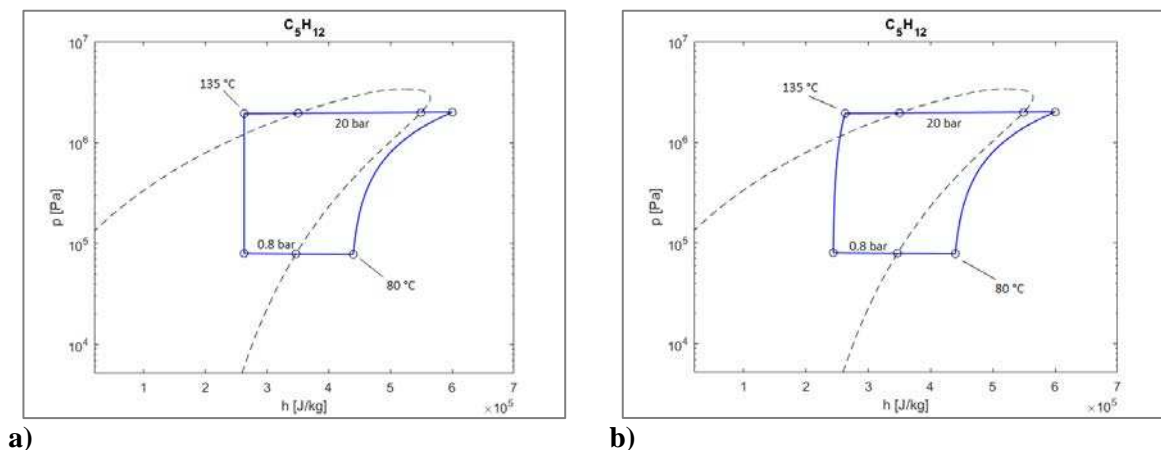 C5H12
10^7
135 °C
10^6
20 bar
p [Pa]
10^5
0.8 bar
80 °C
10^4
1 2 3 4 5 6 7
h [J/kg]
×10^5
a)
C5H12
10^7
135 °C
10^6
20 bar
p [Pa]
10^5
0.8 bar
80 °C
10^4
1 2 3 4 5 6 7
h [J/kg]
×10^5
b)